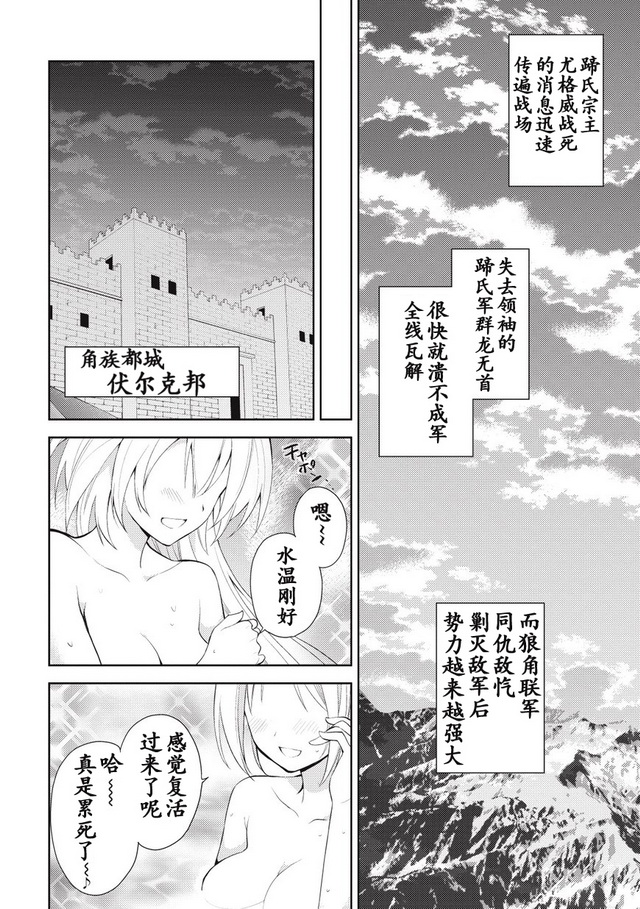 蹄氏宗主
尤格威战死
的消息迅速
传遍战场
失去领袖的
蹄氏军群龙无首
很快就溃不成军
全线瓦解
而狼角联军
同仇敌忾
剿灭敌军后
势力越来越强大
角族都城
伏尔克邦
チャポン…
嗯~~
水温刚好
感觉复活
过来了呢
哈~~
真是累死了~♪